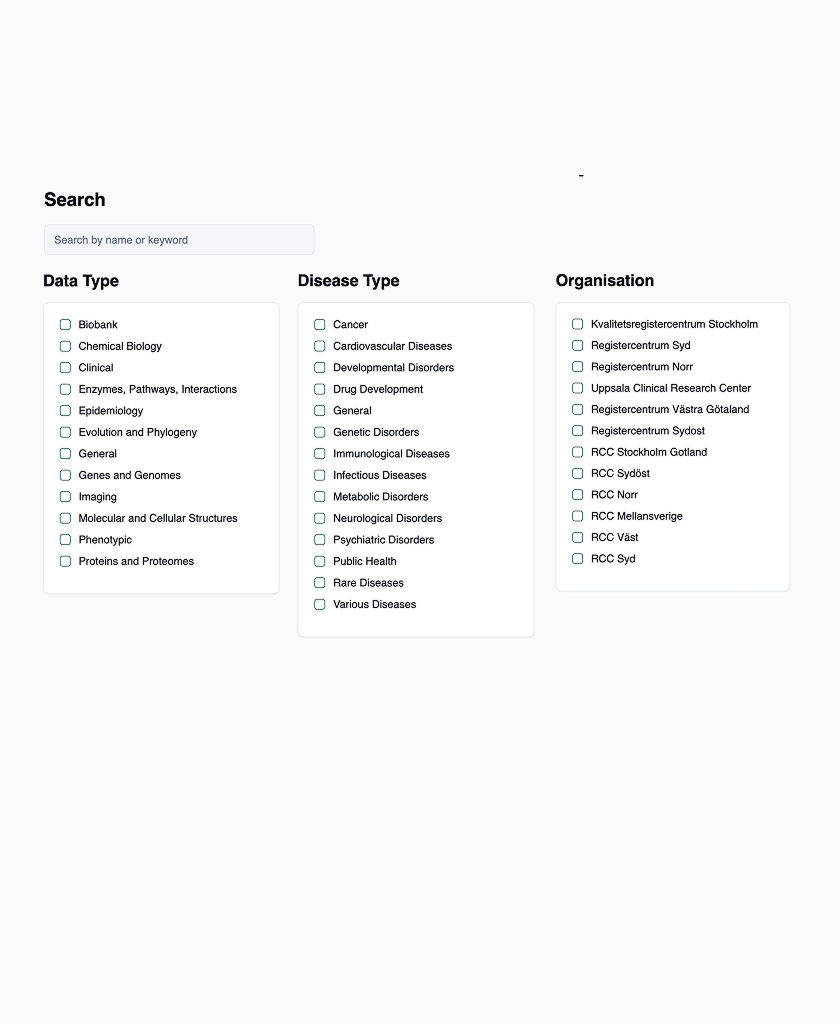 -
Search
Search by name or keyword
Data Type
Biobank
Chemical Biology
Clinical
Enzymes, Pathways, Interactions
Epidemiology
Evolution and Phylogeny
General
Genes and Genomes
Imaging
Molecular and Cellular Structures
Phenotypic
Proteins and Proteomes
Disease Type
Cancer
Cardiovascular Diseases
Developmental Disorders
Drug Development
General
Genetic Disorders
Immunological Diseases
Infectious Diseases
Metabolic Disorders
Neurological Disorders
Psychiatric Disorders
Public Health
Rare Diseases
Various Diseases
Organisation
Kvalitetsregistercentrum Stockholm
Registercentrum Syd
Registercentrum Norr
Uppsala Clinical Research Center
Registercentrum Västra Götaland
Registercentrum Sydost
RCC Stockholm Gotland
RCC Sydöst
RCC Norr
RCC Mellansverige
RCC Väst
RCC Syd